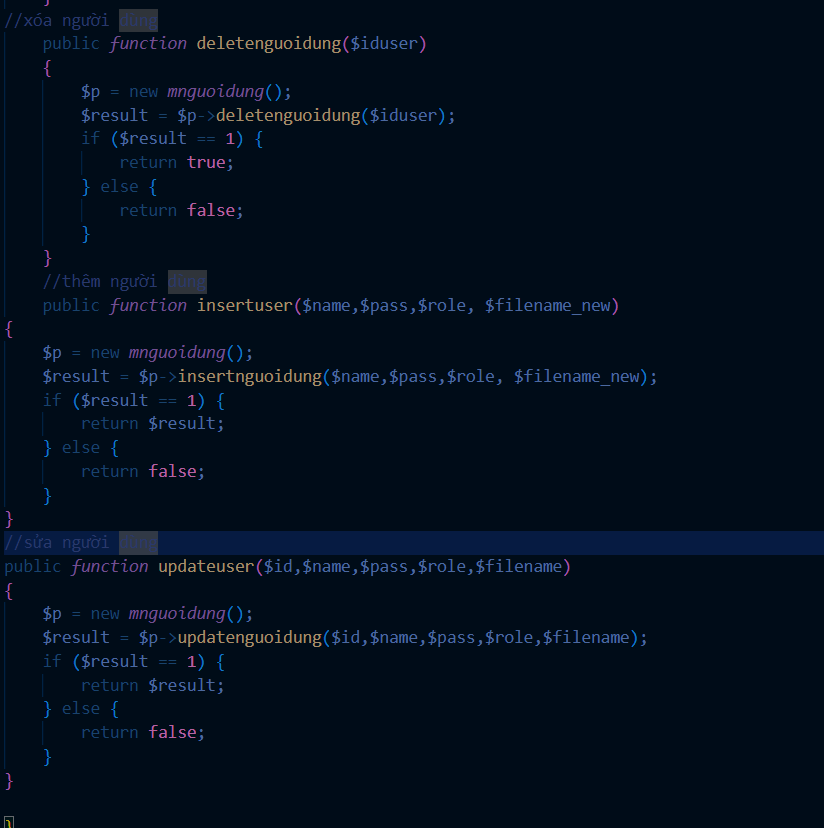 }
//xóa người dùng
public function deletenguoidung($iduser)
{
$p = new mnguoidung();
$result = $p->deletenguoidung($iduser);
if ($result == 1) {
return true;
} else {
return false;
}
}
//thêm người dùng
public function insertuser($name,$pass,$role, $filename_new)
{
$p = new mnguoidung();
$result = $p->insertnguoidung($name,$pass,$role, $filename_new);
if ($result == 1) {
return $result;
} else {
return false;
}
}
//sửa người dùng
public function updateuser($id,$name,$pass,$role,$filename)
{
$p = new mnguoidung();
$result = $p->updatenguoidung($id,$name,$pass,$role,$filename);
if ($result == 1) {
return $result;
} else {
return false;
}
}
}